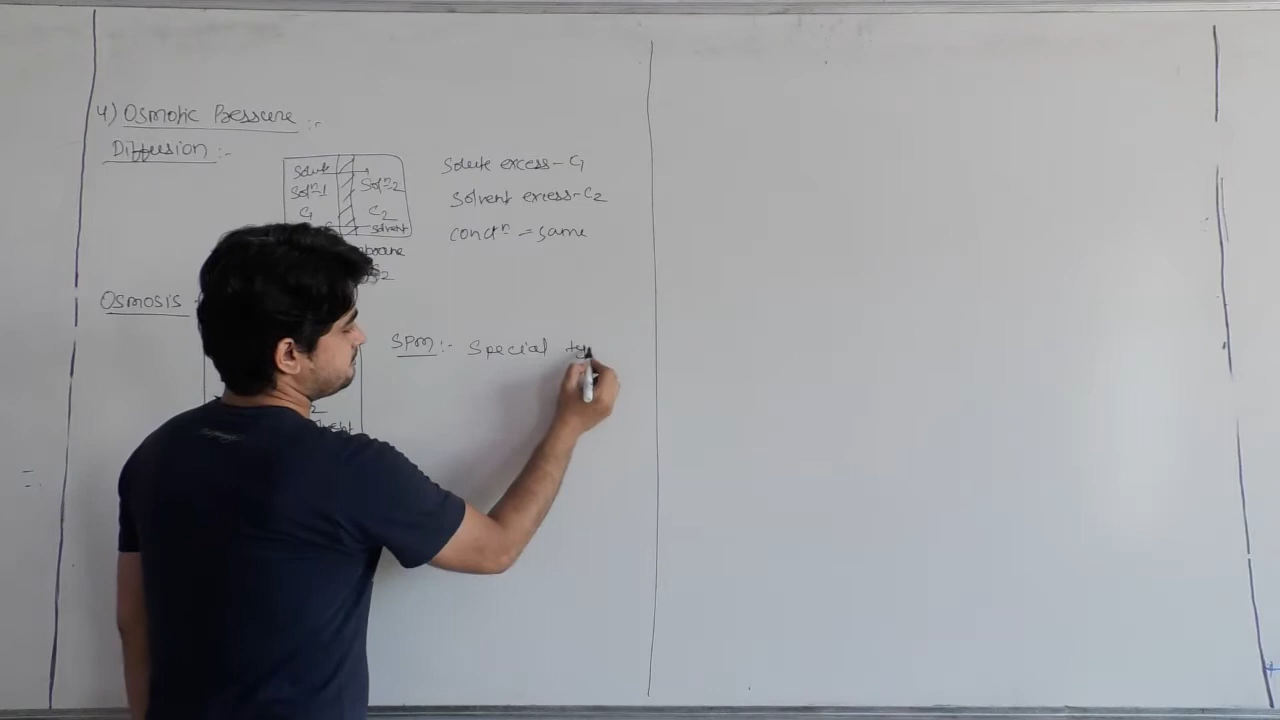 4) Osmotic Pressure :-
Diffusion :-
Solute
Solⁿ-1 Solⁿ-2
C₁ C₂
solvent
Solute excess - C₁
Solvent excess - C₂
concⁿ = same
Osmosis
SPM :- Special ty